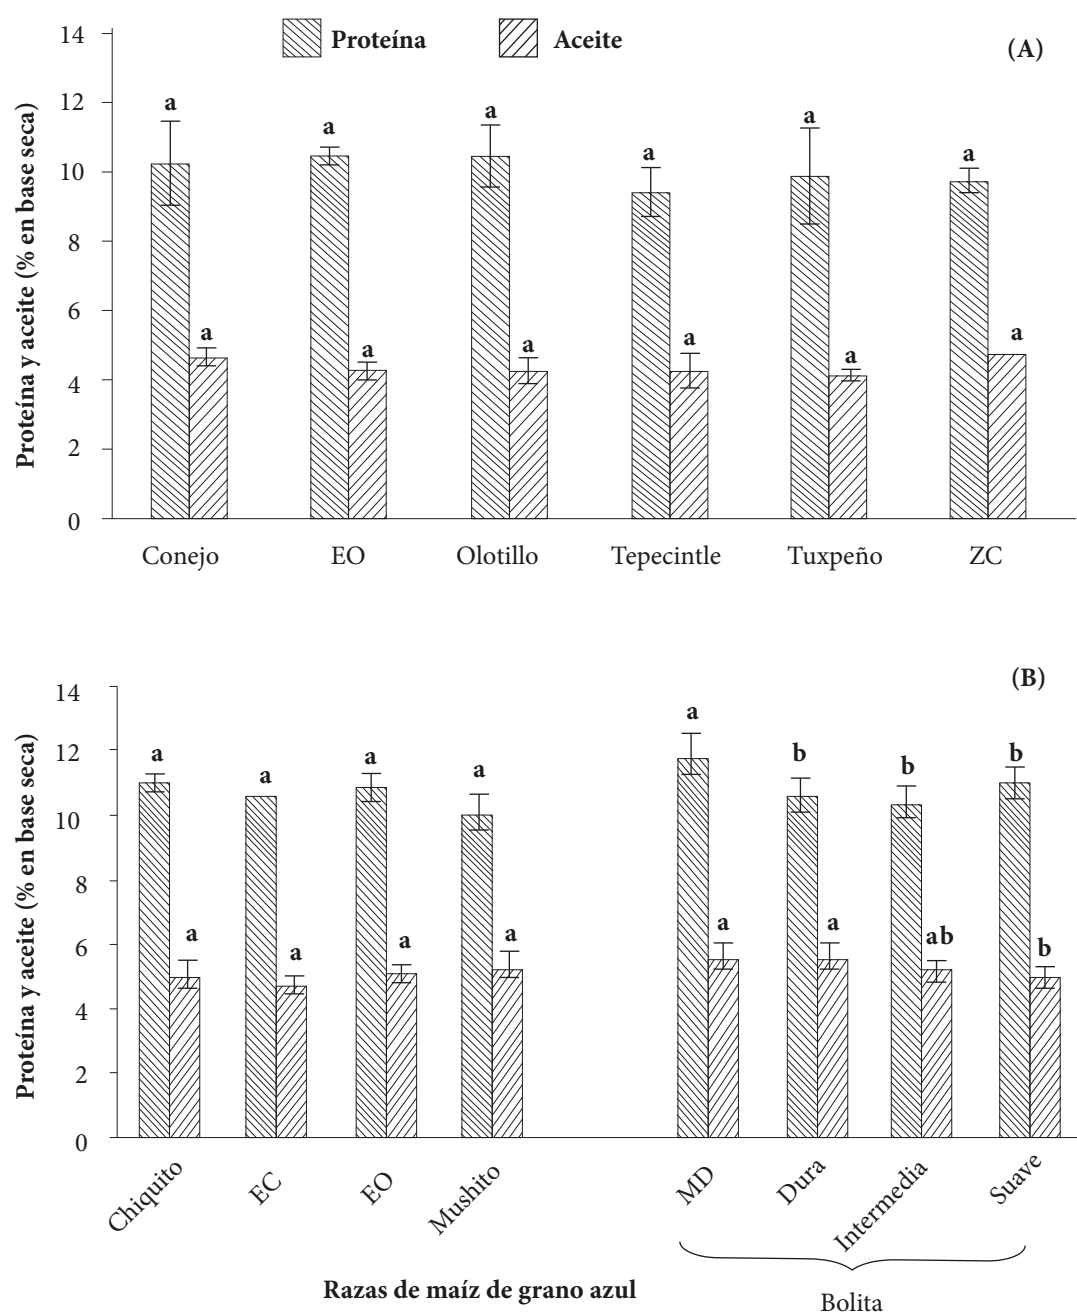 Proteína Aceite (A)
Proteína y aceite (% en base seca)
14
12
10
8
6
4
2
0
a a a a a a
a a a a a a
Conejo EO Olotillo Tepecintle Tuxpeño ZC
(B)
Proteína y aceite (% en base seca)
14
12
10
8
6
4
2
0
a a a a a b b b
a a a a a a ab b
Chiquito EC EO Mushito MD Dura Intermedia Suave
Bolita
Razas de maíz de grano azul